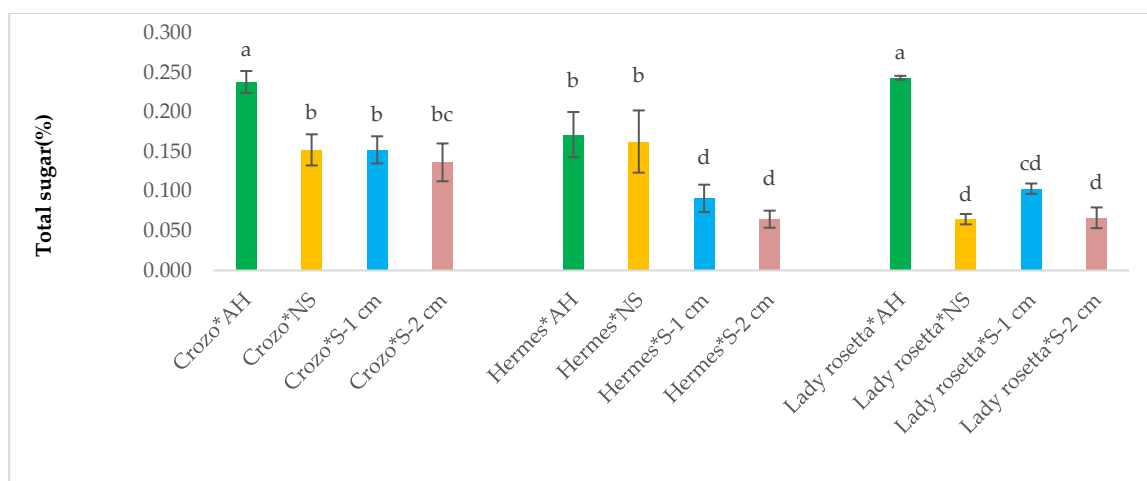 Total sugar(%)
0.300
0.250
0.200
0.150
0.100
0.050
0.000
a
b
b
bc
b
b
d
d
a
d
cd
d
Crozo*AH
Crozo*NS
Crozo*S-1 cm
Crozo*S-2 cm
Hermes*AH
Hermes*NS
Hermes*S-1 cm
Hermes*S-2 cm
Lady rosetta*AH
Lady rosetta*NS
Lady rosetta*S-1 cm
Lady rosetta*S-2 cm